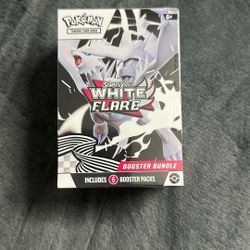 POKÉMON
TRADING CARD GAME
6+
WHITE
FLARE
BOOSTER BUNDLE
INCLUDES 6 BOOSTER PACKS